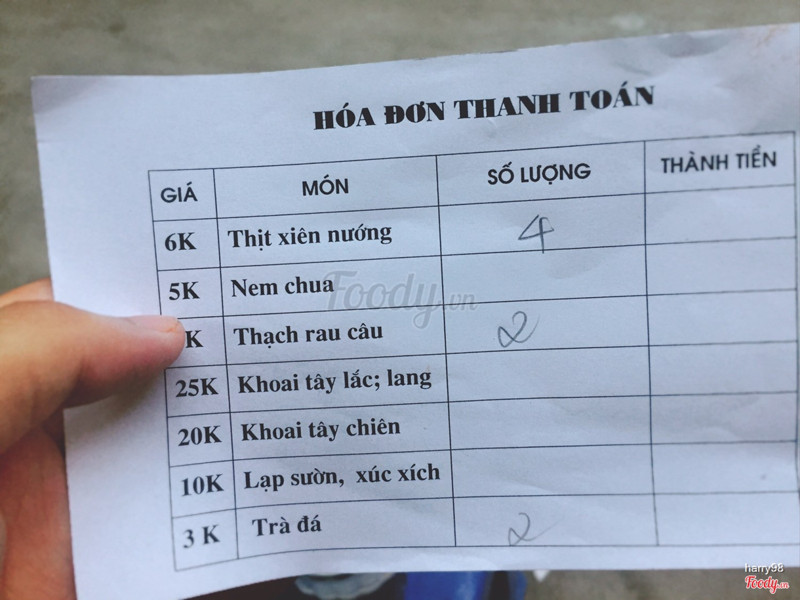 HÓA ĐƠN THANH TOÁN
GIÁ MÓN SỐ LƯỢNG THÀNH TIỀN
6K Thịt xiên nướng 4
5K Nem chua
K Thạch rau câu 2
25K Khoai tây lắc; lang
20K Khoai tây chiên
10K Lạp sườn, xúc xích
3 K Trà đá 2
Foody.vn
harry98
Foody.vn